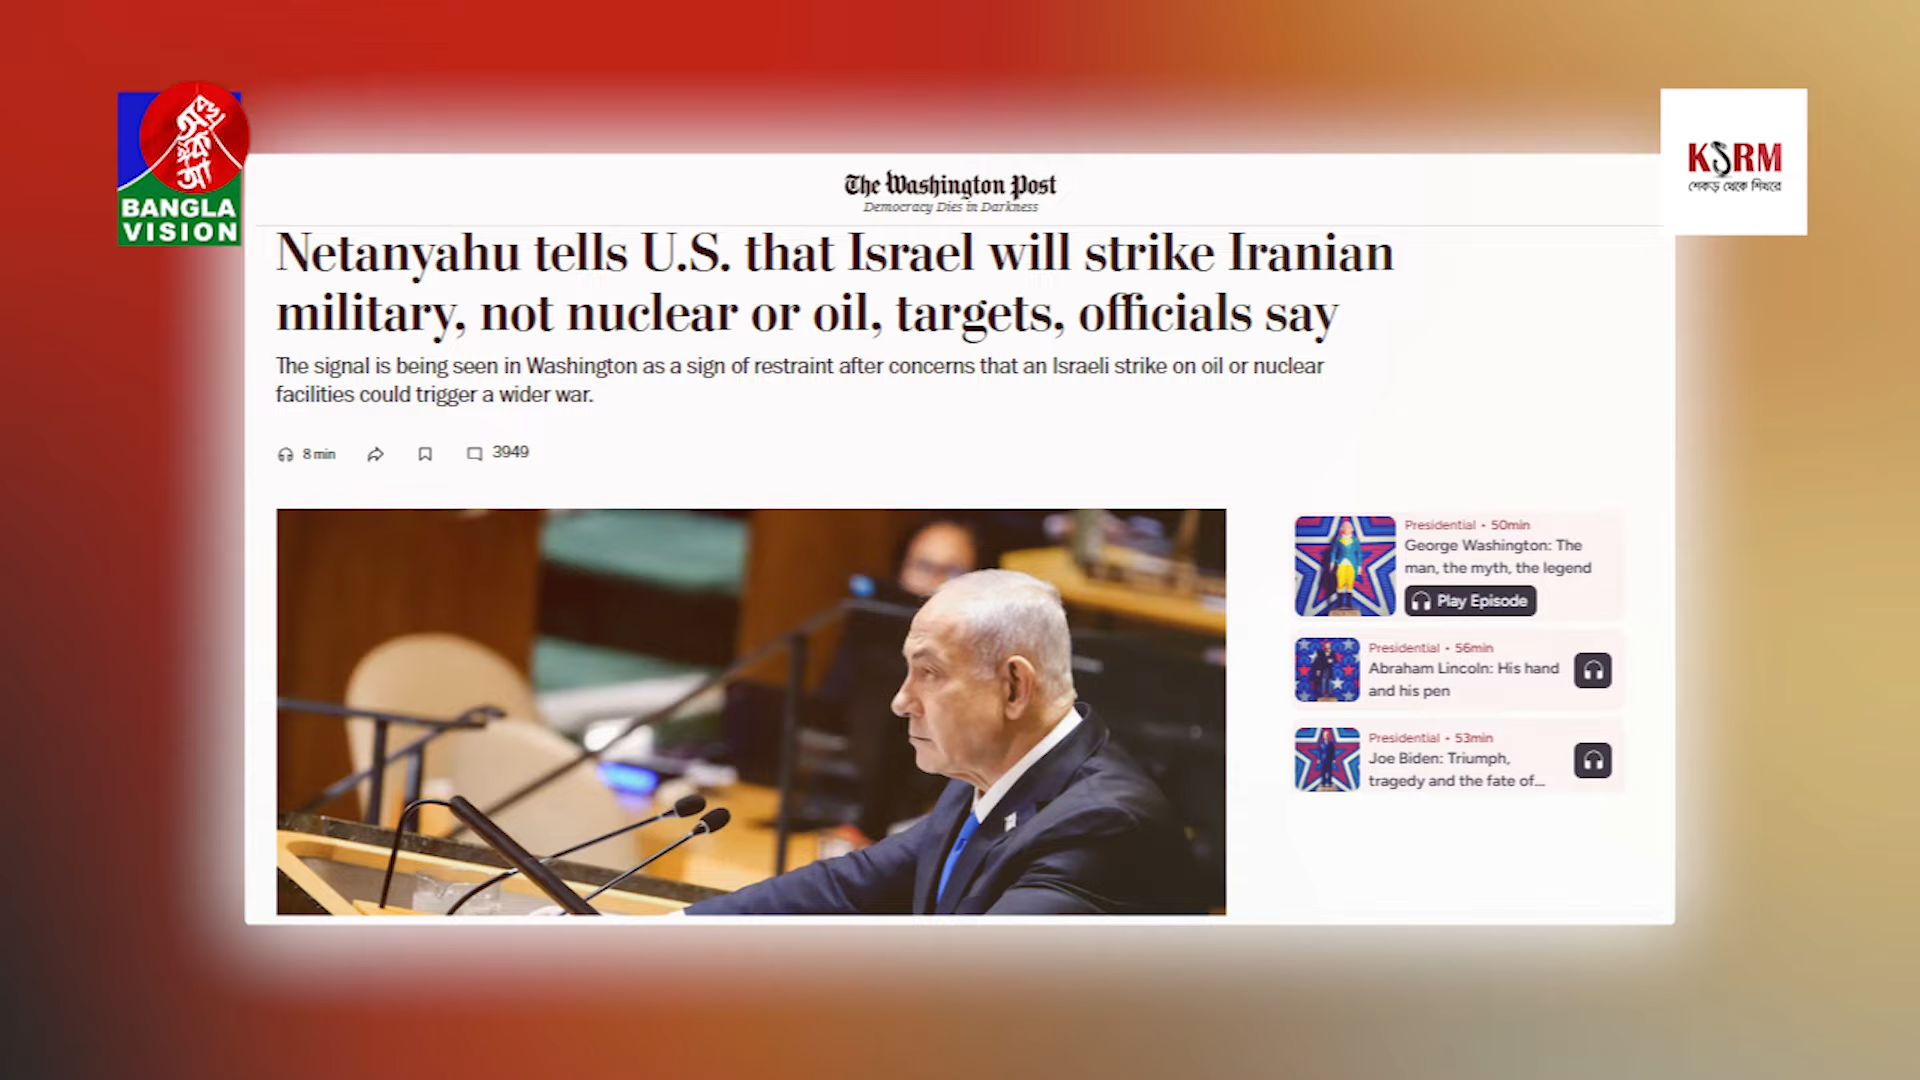 BANGLA
VISION
KSRM
শেকড় থেকে শিখরে
The Washington Post
Democracy Dies in Darkness
Netanyahu tells U.S. that Israel will strike Iranian
military, not nuclear or oil, targets, officials say
The signal is being seen in Washington as a sign of restraint after concerns that an Israeli strike on oil or nuclear
facilities could trigger a wider war.
8 min
3949
Presidential • 50min
George Washington: The
man, the myth, the legend
Play Episode
Presidential • 56min
Abraham Lincoln: His hand
and his pen
Presidential • 53min
Joe Biden: Triumph,
tragedy and the fate of...